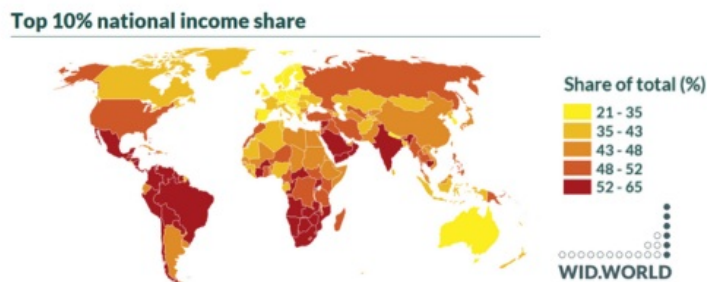 Top 10% national income share
Share of total (%)
21 - 35
35 - 43
43 - 48
48 - 52
52 - 65
WID.WORLD